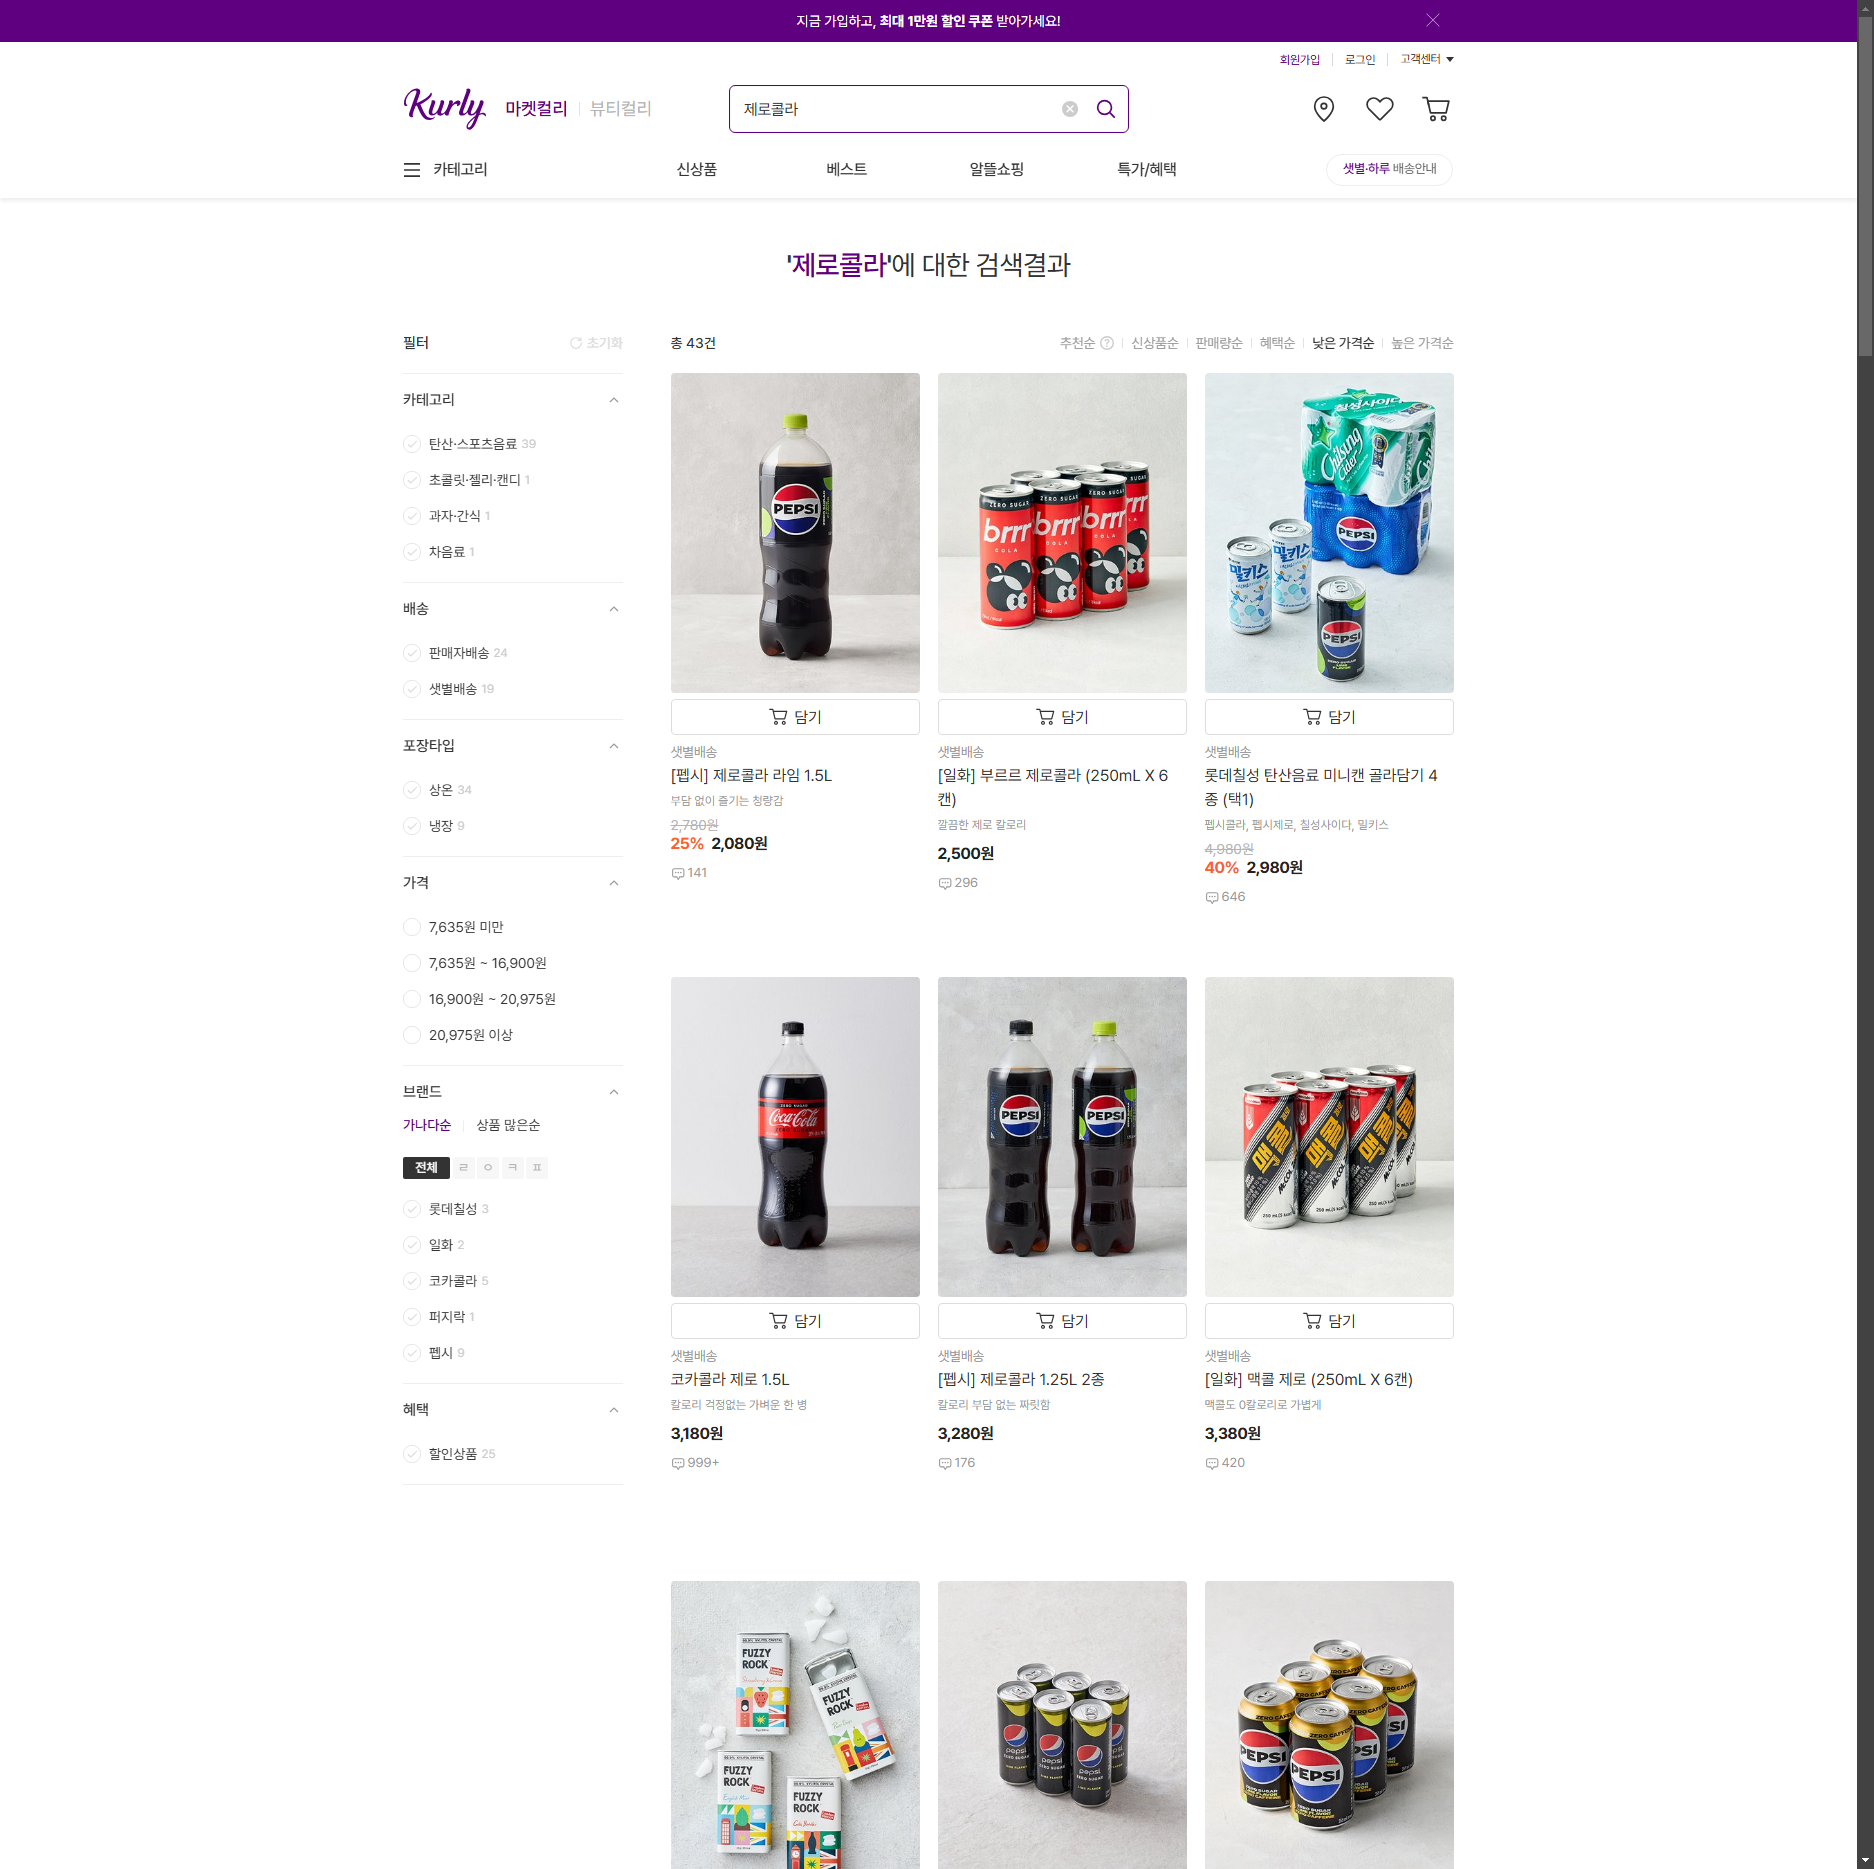 지금 가입하고, 최대 1만원 할인 쿠폰 받아가세요!
회원가입
로그인
고객센터
Kurly
마켓컬리
뷰티컬리
제로콜라
카테고리
신상품
베스트
알뜰쇼핑
특가/혜택
샛별·하루 배송안내
'제로콜라'에 대한 검색결과
필터
초기화
카테고리
탄산·스포츠음료 39
초콜릿·젤리·캔디 1
과자·간식 1
차음료 1
배송
판매자배송 24
샛별배송 19
포장타입
상온 34
냉장 9
가격
7,635원 미만
7,635원 ~ 16,900원
16,900원 ~ 20,975원
20,975원 이상
브랜드
가나다순
상품 많은순
전체 ㄹ ㅇ ㅋ ㅍ
롯데칠성 3
일화 2
코카콜라 5
퍼지락 1
펩시 9
혜택
할인상품 25
총 43건
추천순
신상품순
판매량순
혜택순
낮은 가격순
높은 가격순
PEPSI
ZERO SUGAR
brrr
COLA
칠성사이다
Chilsung Cider
PEPSI
밀키스
밀키스
PEPSI
담기
샛별배송
[펩시] 제로콜라 라임 1.5L
부담 없이 즐기는 청량감
2,780원
25% 2,080원
141
담기
샛별배송
[일화] 부르르 제로콜라 (250mL X 6
캔)
깔끔한 제로 칼로리
2,500원
296
담기
샛별배송
롯데칠성 탄산음료 미니캔 골라담기 4
종 (택1)
펩시콜라, 펩시제로, 칠성사이다, 밀키스
4,980원
40% 2,980원
646
Coca-Cola
PEPSI
PEPSI
맥콜
McCOL
담기
샛별배송
코카콜라 제로 1.5L
칼로리 걱정없는 가벼운 한 병
3,180원
999+
담기
샛별배송
[펩시] 제로콜라 1.25L 2종
칼로리 부담 없는 짜릿함
3,280원
176
담기
샛별배송
[일화] 맥콜 제로 (250mL X 6캔)
맥콜도 0칼로리로 가볍게
3,380원
420
FUZZY
ROCK
FUZZY
ROCK
FUZZY
ROCK
FUZZY
ROCK
pepsi
pepsi
pepsi
PEPSI
PEPSI